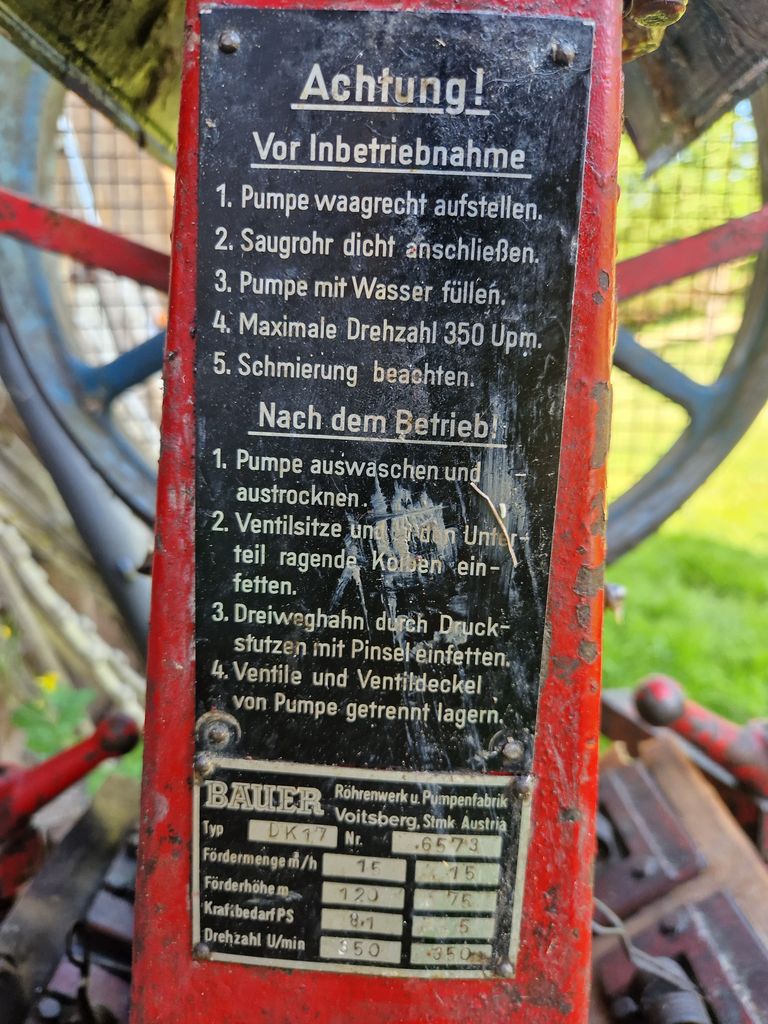 Achtung!
Vor Inbetriebnahme
1. Pumpe waagrecht aufstellen.
2. Saugrohr dicht anschließen.
3. Pumpe mit Wasser füllen.
4. Maximale Drehzahl 350 Upm.
5. Schmierung beachten.
Nach dem Betrieb!
1. Pumpe auswaschen und
austrocknen.
2. Ventilsitze und in den Unter-
teil ragende Kolben ein-
fetten.
3. Dreiweghahn durch Druck-
stutzen mit Pinsel einfetten.
4. Ventile und Ventildeckel
von Pumpe getrennt lagern.
BAUER Röhrenwerk u. Pumpenfabrik
Voitsberg, Stmk. Austria
Typ DK17 Nr. 6573
Fördermenge m³/h 15 15
Förderhöhe m 120 75
Kraftbedarf PS 8,1 5
Drehzahl U/min 350 350